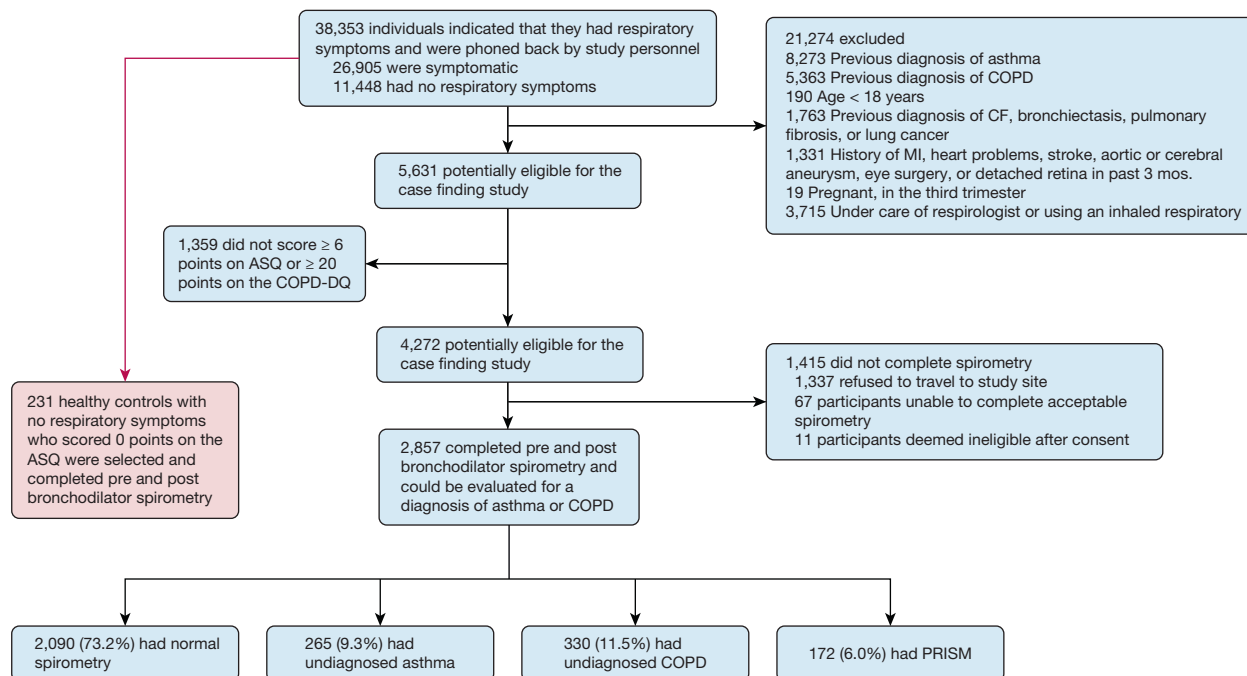 38,353 individuals indicated that they had respiratory
symptoms and were phoned back by study personnel
26,905 were symptomatic
11,448 had no respiratory symptoms
21,274 excluded
8,273 Previous diagnosis of asthma
5,363 Previous diagnosis of COPD
190 Age < 18 years
1,763 Previous diagnosis of CF, bronchiectasis, pulmonary
fibrosis, or lung cancer
1,331 History of MI, heart problems, stroke, aortic or cerebral
aneurysm, eye surgery, or detached retina in past 3 mos.
19 Pregnant, in the third trimester
3,715 Under care of respirologist or using an inhaled respiratory
5,631 potentially eligible for the
case finding study
1,359 did not score ≥ 6
points on ASQ or ≥ 20
points on the COPD-DQ
4,272 potentially eligible for the
case finding study
1,415 did not complete spirometry
1,337 refused to travel to study site
67 participants unable to complete acceptable
spirometry
11 participants deemed ineligible after consent
231 healthy controls with
no respiratory symptoms
who scored 0 points on the
ASQ were selected and
completed pre and post
bronchodilator spirometry
2,857 completed pre and post
bronchodilator spirometry and
could be evaluated for a
diagnosis of asthma or COPD
2,090 (73.2%) had normal
spirometry
265 (9.3%) had
undiagnosed asthma
330 (11.5%) had
undiagnosed COPD
172 (6.0%) had PRISM